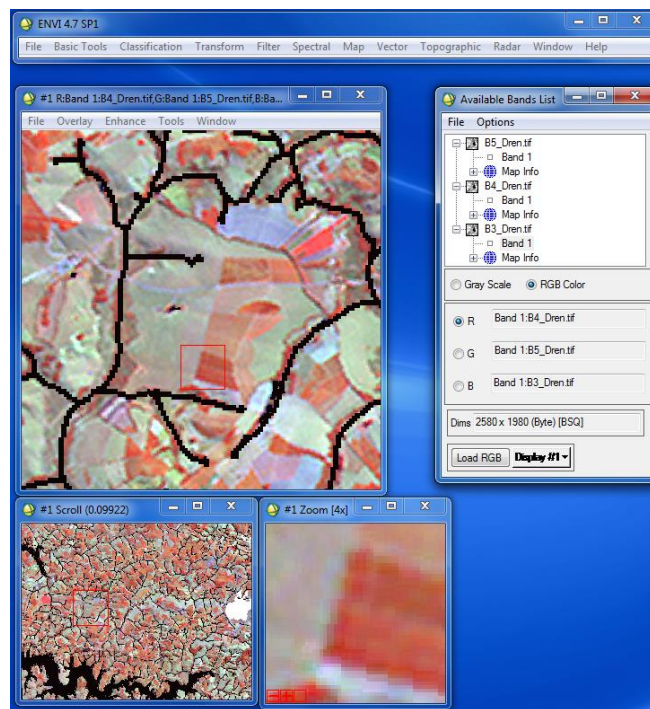 ENVI 4.7 SP1
File Basic Tools Classification Transform Filter Spectral Map Vector Topographic Radar Window Help
#1 R:Band 1:B4_Dren.tif,G:Band 1:B5_Dren.tif,B:Ba...
File Overlay Enhance Tools Window
Available Bands List
File Options
B5_Dren.tif
Band 1
Map Info
B4_Dren.tif
Band 1
Map Info
B3_Dren.tif
Band 1
Map Info
Gray Scale RGB Color
R Band 1:B4_Dren.tif
G Band 1:B5_Dren.tif
B Band 1:B3_Dren.tif
Dims 2580 x 1980 (Byte) [BSQ]
Load RGB Display #1
#1 Scroll (0.09922)
#1 Zoom [4x]